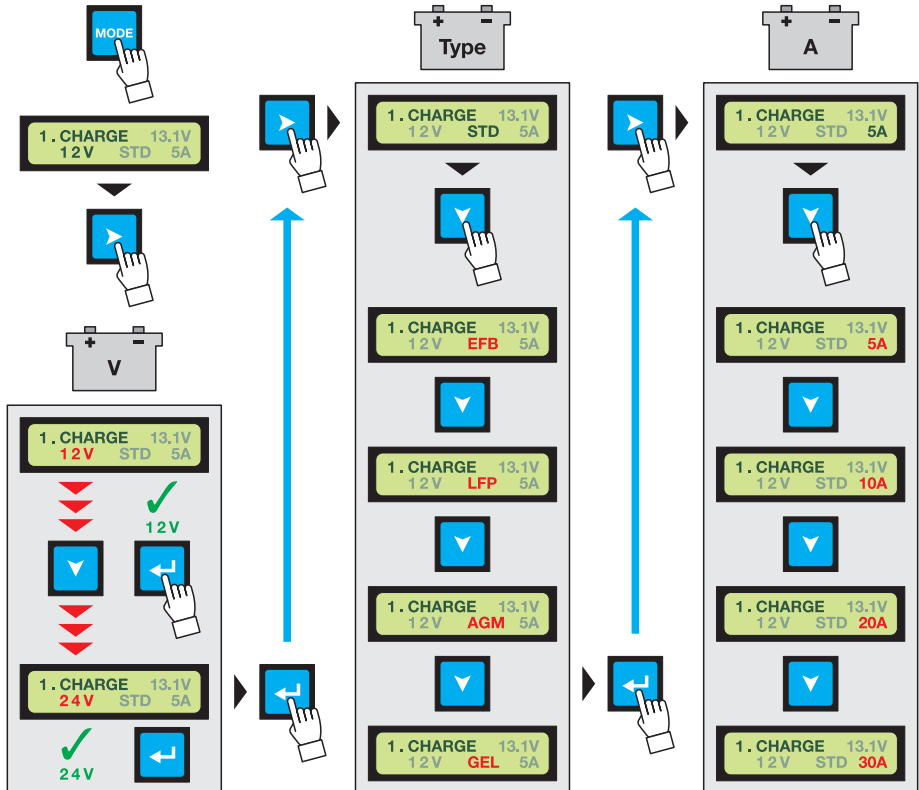 MODE
1.CHARGE 13.1V
12V STD 5A
+ -
V
1.CHARGE 13.1V
12V STD 5A
12V
1.CHARGE 13.1V
24V STD 5A
24V
+ -
Type
1.CHARGE 13.1V
12V STD 5A
1.CHARGE 13.1V
12V EFB 5A
1.CHARGE 13.1V
12V LFP 5A
1.CHARGE 13.1V
12V AGM 5A
1.CHARGE 13.1V
12V GEL 5A
+ -
A
1.CHARGE 13.1V
12V STD 5A
1.CHARGE 13.1V
12V STD 5A
1.CHARGE 13.1V
12V STD 10A
1.CHARGE 13.1V
12V STD 20A
1.CHARGE 13.1V
12V STD 30A